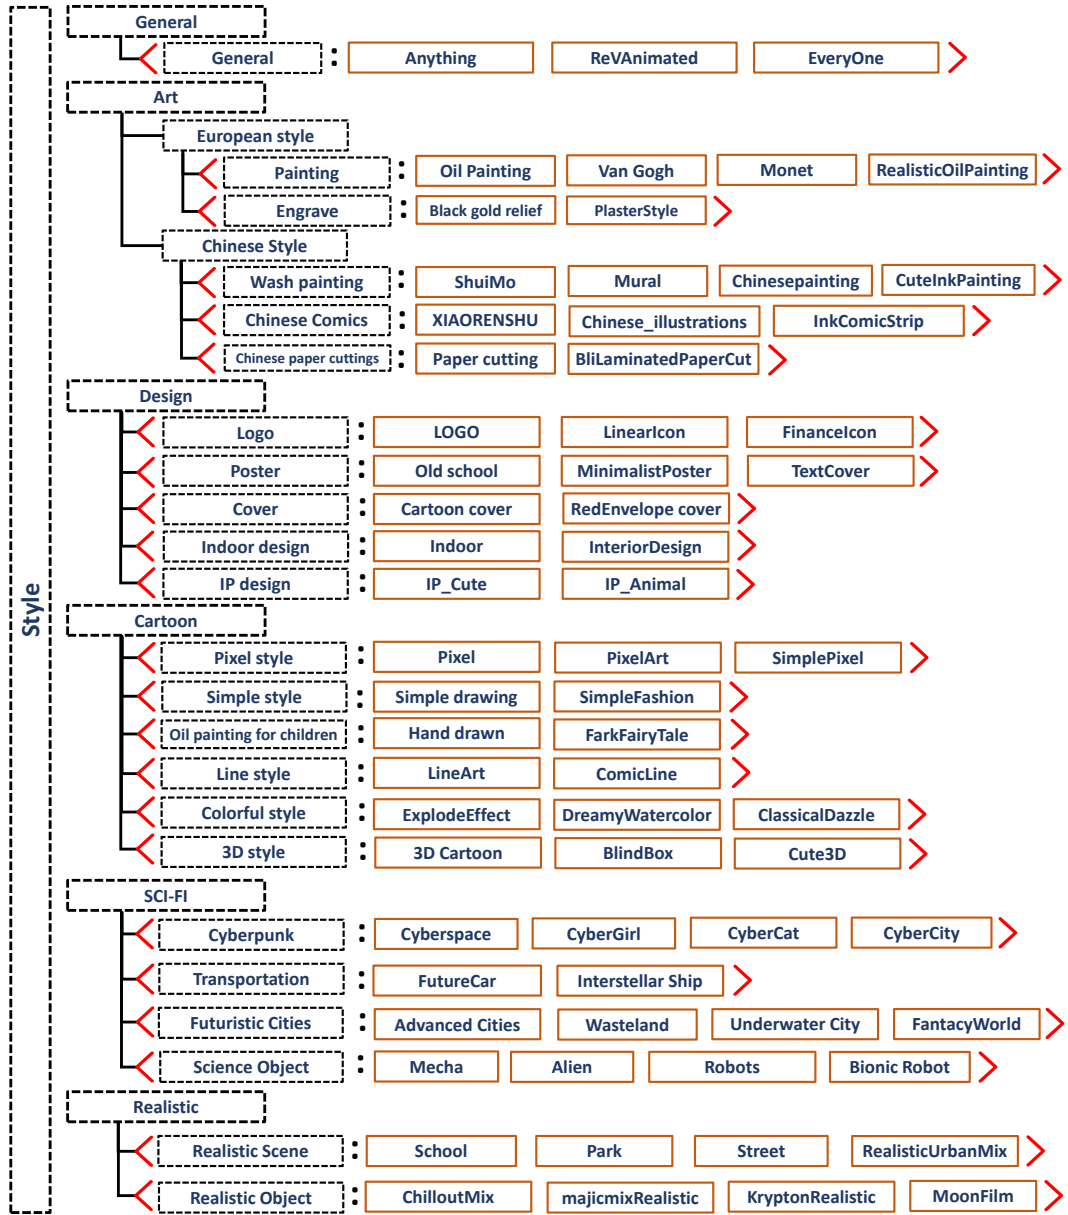 Style
General
General : Anything ReVAnimated EveryOne
Art
European style
Painting : Oil Painting Van Gogh Monet RealisticOilPainting
Engrave : Black gold relief PlasterStyle
Chinese Style
Wash painting : ShuiMo Mural Chinesepainting CuteInkPainting
Chinese Comics : XIAORENSHU Chinese_illustrations InkComicStrip
Chinese paper cuttings : Paper cutting BliLaminatedPaperCut
Design
Logo : LOGO LinearIcon FinanceIcon
Poster : Old school MinimalistPoster TextCover
Cover : Cartoon cover RedEnvelope cover
Indoor design : Indoor InteriorDesign
IP design : IP_Cute IP_Animal
Cartoon
Pixel style : Pixel PixelArt SimplePixel
Simple style : Simple drawing SimpleFashion
Oil painting for children : Hand drawn FarkFairyTale
Line style : LineArt ComicLine
Colorful style : ExplodeEffect DreamyWatercolor ClassicalDazzle
3D style : 3D Cartoon BlindBox Cute3D
SCI-FI
Cyberpunk : Cyberspace CyberGirl CyberCat CyberCity
Transportation : FutureCar Interstellar Ship
Futuristic Cities : Advanced Cities Wasteland Underwater City FantacyWorld
Science Object : Mecha Alien Robots Bionic Robot
Realistic
Realistic Scene : School Park Street RealisticUrbanMix
Realistic Object : ChilloutMix majicmixRealistic KryptonRealistic MoonFilm